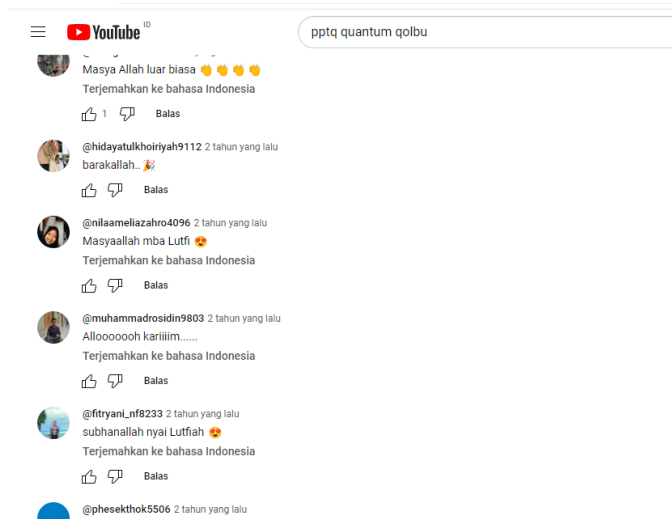 YouTube ID
pptq quantum qolbu
Masya Allah luar biasa 👏 👏 👏 👏
Terjemahkan ke bahasa Indonesia
1 Balas
@hidayatulkhoiriyah9112 2 tahun yang lalu
barakallah.. 🎉
Balas
@nilaameliazahro4096 2 tahun yang lalu
Masyaallah mba Lutfi 😍
Terjemahkan ke bahasa Indonesia
Balas
@muhammadrosidin9803 2 tahun yang lalu
Allooooooh kariiiim......
Terjemahkan ke bahasa Indonesia
Balas
@fitryani_nf8233 2 tahun yang lalu
subhanallah nyai Lutfiah 😍
Terjemahkan ke bahasa Indonesia
Balas
@phesekthok5506 2 tahun yang lalu